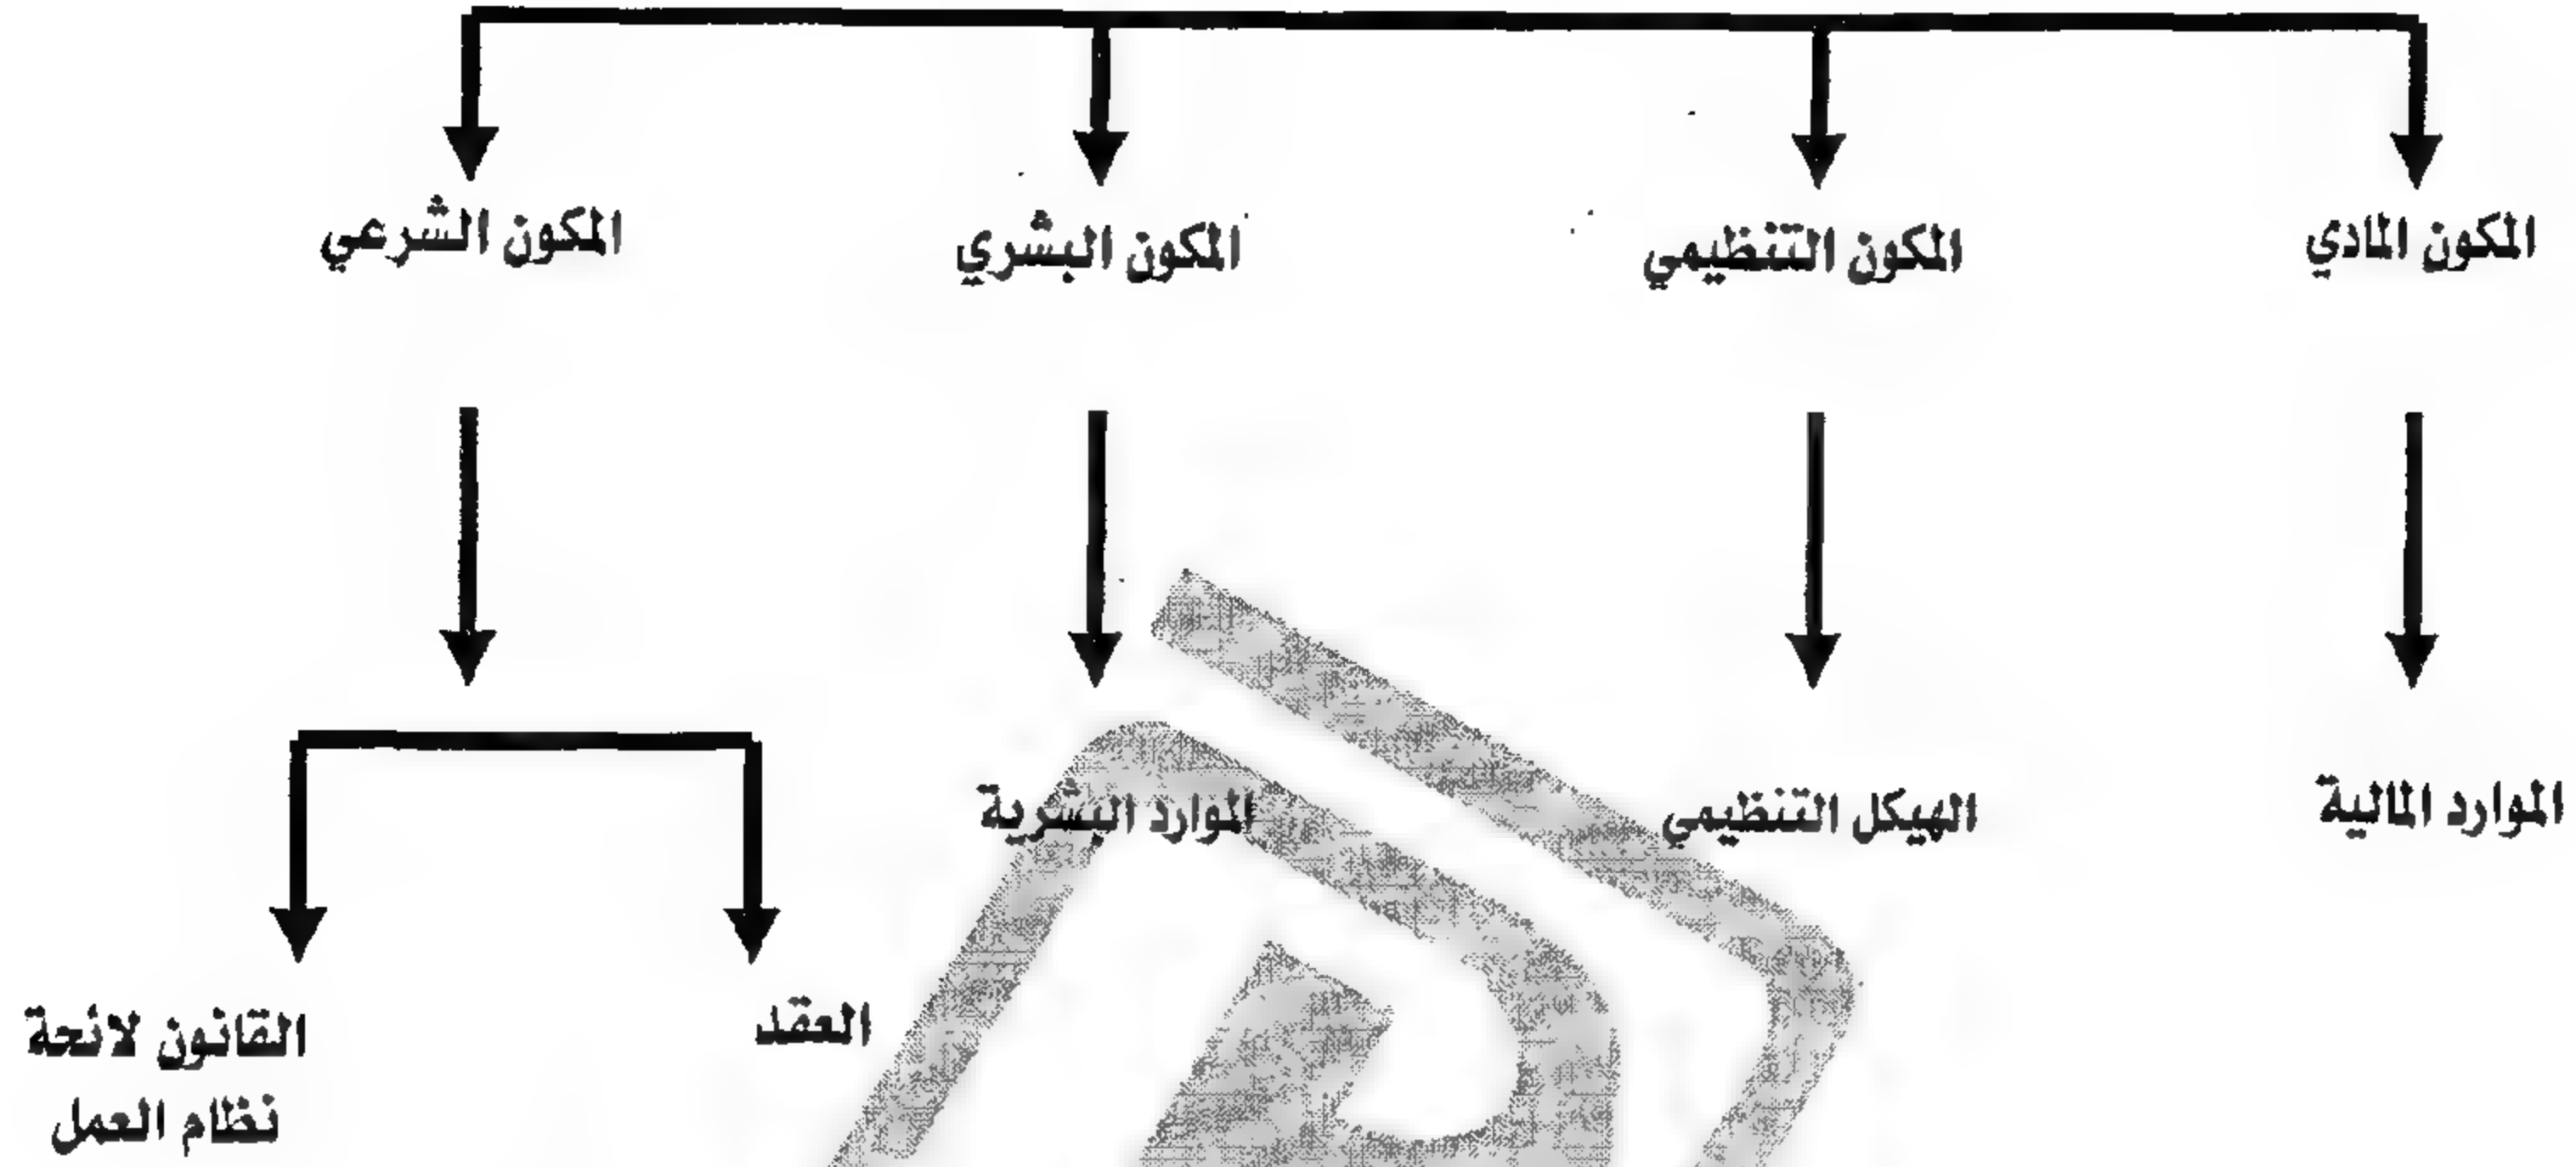 المكون المادي
المكون التنظيمي
المكون البشري
المكون الشرعي
الموارد المالية
الهيكل التنظيمي
الموارد البشرية
العقد
القانون لائحة
نظام العمل